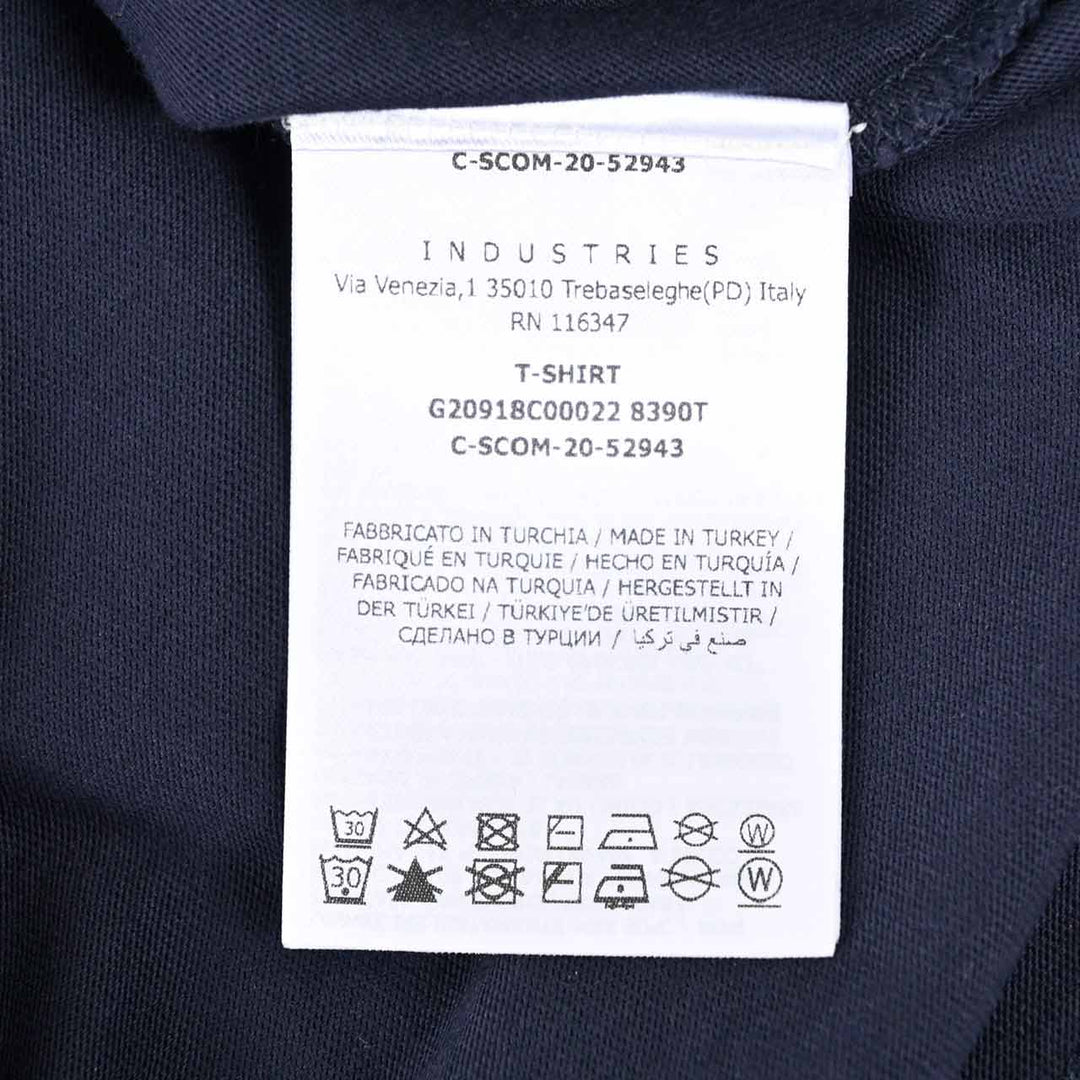 C-SCOM-20-52943
INDUSTRIES
Via Venezia,1 35010 Trebaseleghe(PD) Italy
RN 116347
T-SHIRT
G20918C00022 8390T
C-SCOM-20-52943
FABBRICATO IN TURCHIA / MADE IN TURKEY /
FABRIQUÉ EN TURQUIE / HECHO EN TURQUÍA /
FABRICADO NA TURQUIA / HERGESTELLT IN
DER TÜRKEI / TÜRKIYE'DE ÜRETILMISTIR /
СДЕЛАНО В ТУРЦИИ / صنع في تركيا
30 W
30 W